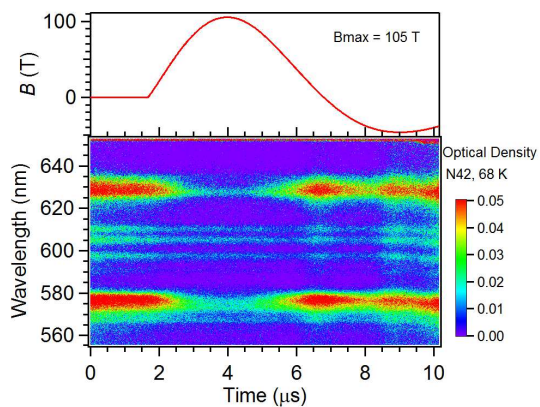 100
B (T)
0
Bmax = 105 T
640
620
600
580
560
Wavelength (nm)
0 2 4 6 8 10
Time (μs)
Optical Density
N42, 68 K
0.05
0.04
0.03
0.02
0.01
0.00